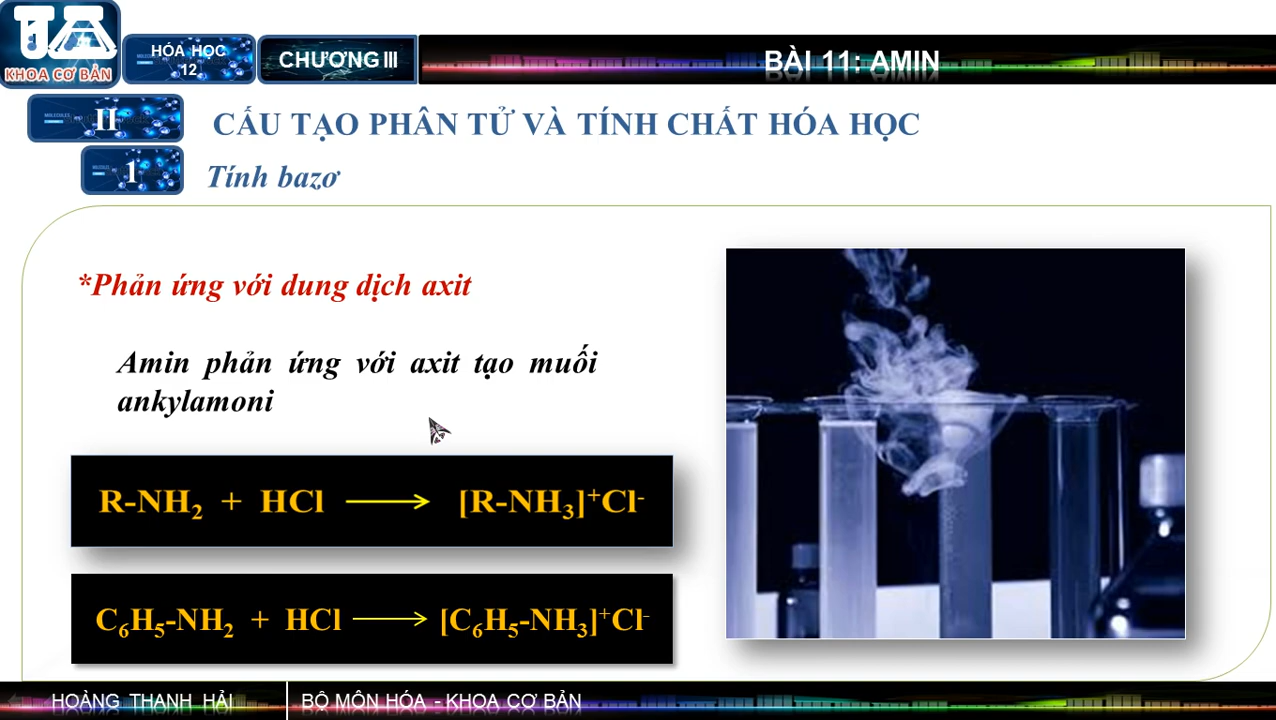 KHOA CƠ BẢN
HÓA HỌC
12
CHƯƠNG III
BÀI 11: AMIN
II
CẤU TẠO PHÂN TỬ VÀ TÍNH CHẤT HÓA HỌC
1
Tính bazơ
*Phản ứng với dung dịch axit
Amin phản ứng với axit tạo muối
ankylamoni
R-NH₂ + HCl ⟶ [R-NH₃]⁺Cl⁻
C₆H₅-NH₂ + HCl ⟶ [C₆H₅-NH₃]⁺Cl⁻
HOÀNG THANH HẢI
BỘ MÔN HÓA - KHOA CƠ BẢN